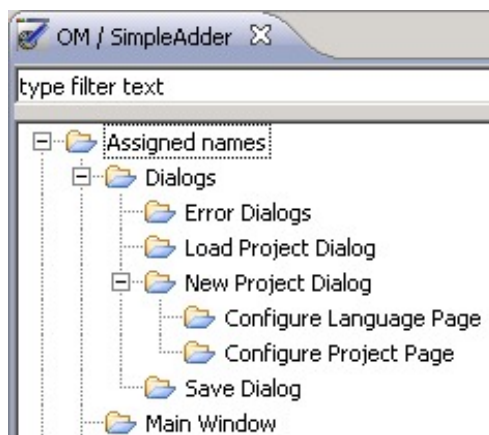 OM / SimpleAdder
type filter text
Assigned names
Dialogs
Error Dialogs
Load Project Dialog
New Project Dialog
Configure Language Page
Configure Project Page
Save Dialog
Main Window